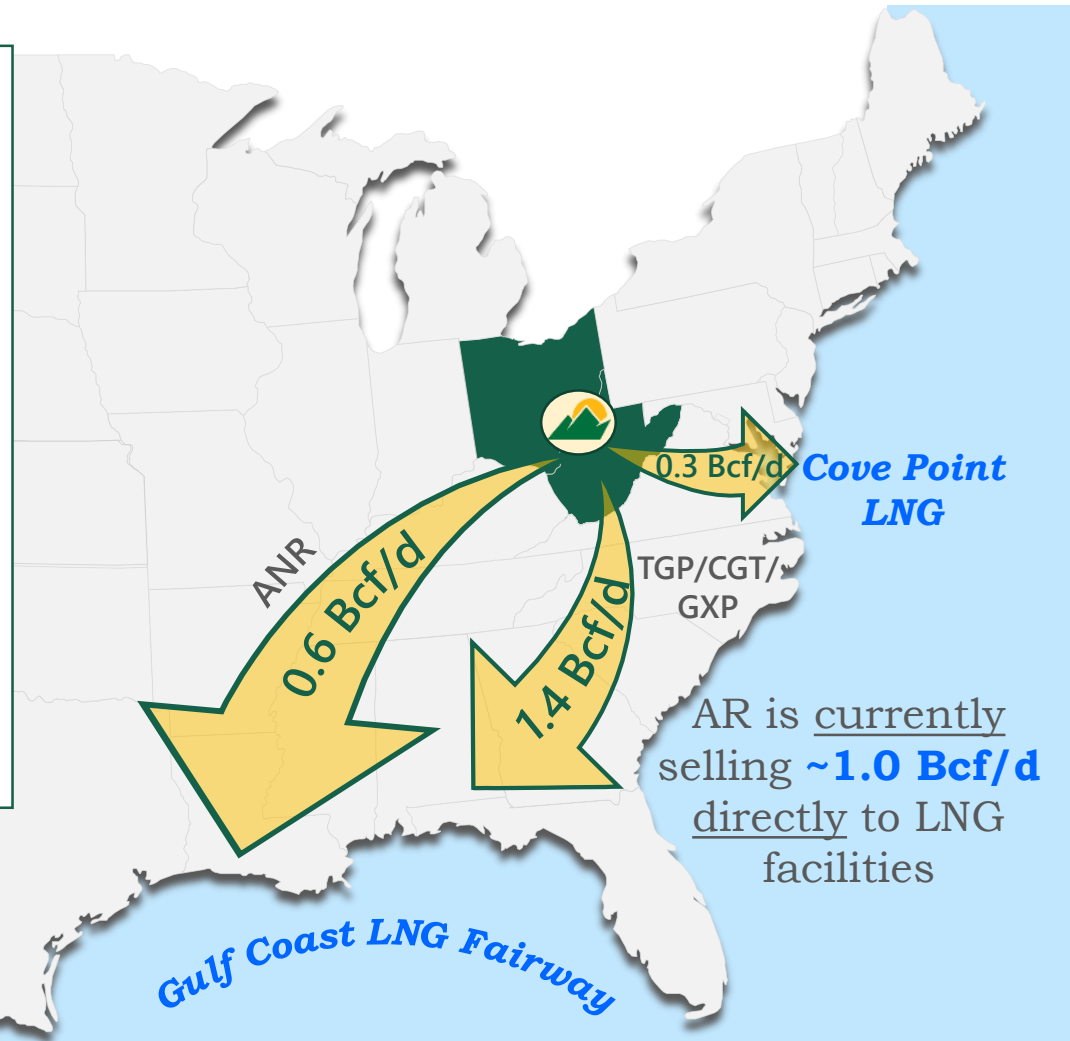 0.3 Bcf/d
Cove Point
LNG
ANR
0.6 Bcf/d
TGP/CGT/
GXP
1.4 Bcf/d
AR is currently
selling ~1.0 Bcf/d
directly to LNG
facilities
Gulf Coast LNG Fairway